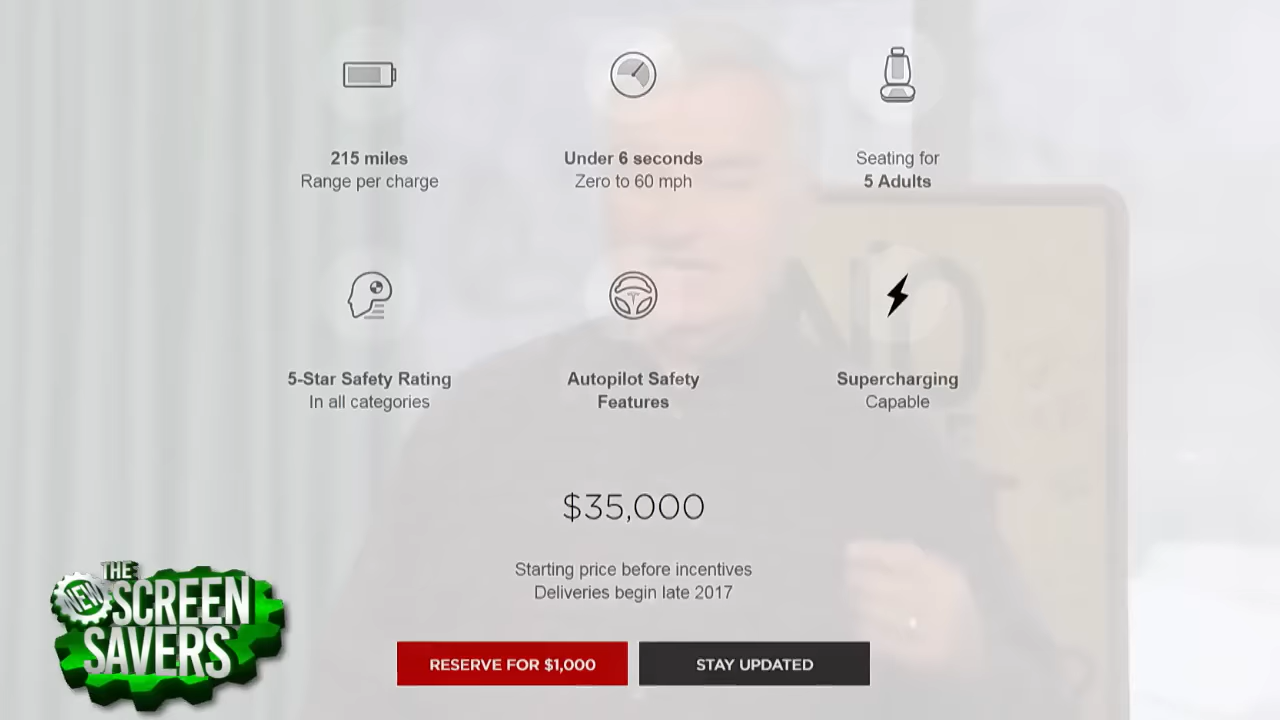 215 miles
Range per charge
Under 6 seconds
Zero to 60 mph
Seating for
5 Adults
5-Star Safety Rating
In all categories
Autopilot Safety
Features
Supercharging
Capable
$35,000
Starting price before incentives
Deliveries begin late 2017
RESERVE FOR $1,000
STAY UPDATED
THE
NEW
SCREEN
SAVERS